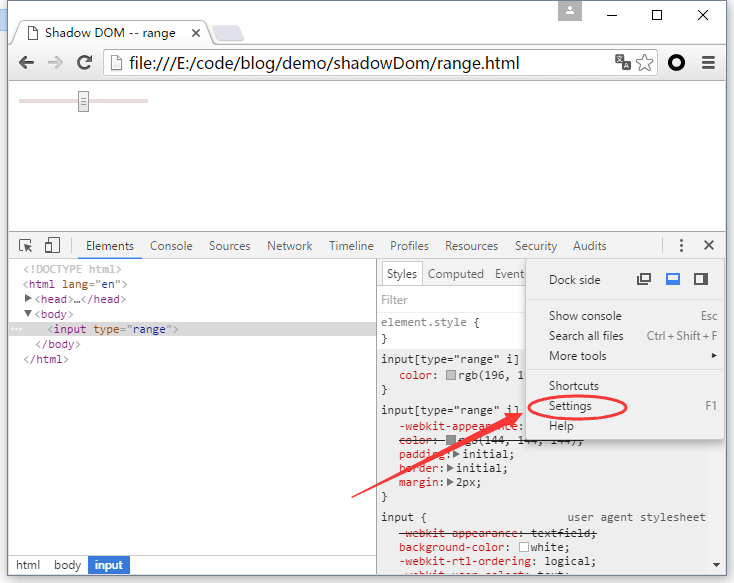 Shadow DOM -- range
file:///E:/code/blog/demo/shadowDom/range.html
Elements Console Sources Network Timeline Profiles Resources Security Audits
<!DOCTYPE html>
<html lang="en">
<head>…</head>
<body>
<input type="range">
</body>
</html>
html body input
Styles Computed Event
Filter
element.style {
}
input[type="range" i]
color: rgb(196, 1
}
input[type="range" i]
-webkit-appearance:
color: rgb(144, 144, 144);
padding: initial;
border: initial;
margin: 2px;
}
input { user agent stylesheet
-webkit-appearance: textfield;
background-color: white;
-webkit-rtl-ordering: logical;
-webkit-user-select: text;
Dock side
Show console Esc
Search all files Ctrl + Shift + F
More tools
Shortcuts
Settings F1
Help